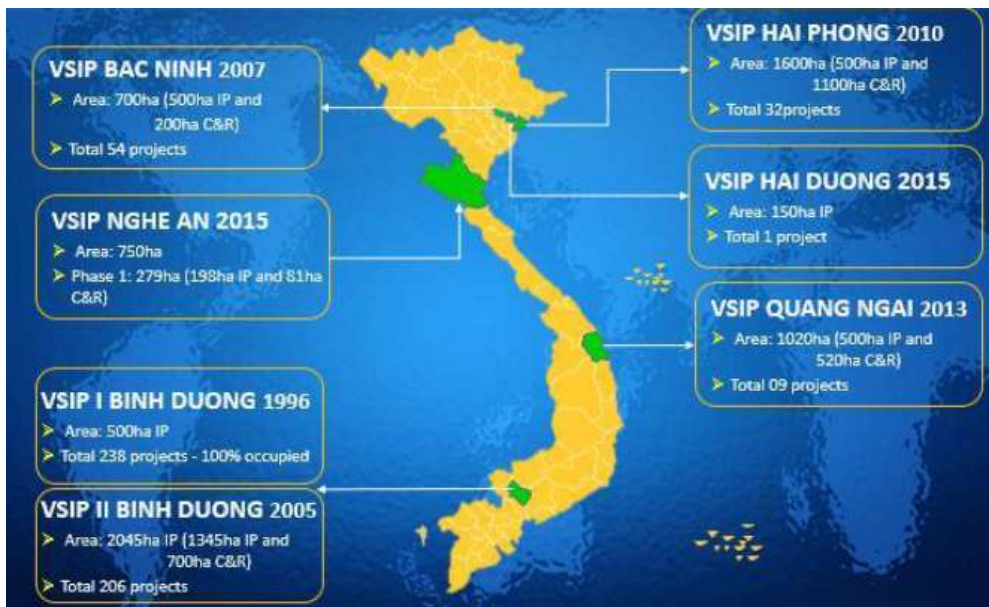 VSIP BAC NINH 2007
➤ Area: 700ha (500ha IP and
200ha C&R)
➤ Total 54 projects
VSIP NGHE AN 2015
➤ Area: 750ha
➤ Phase 1: 279ha (198ha IP and 81ha
C&R)
VSIP I BINH DUONG 1996
➤ Area: 500ha IP
➤ Total 238 projects - 100% occupied
VSIP II BINH DUONG 2005
➤ Area: 2045ha IP (1345ha IP and
700ha C&R)
➤ Total 206 projects
VSIP HAI PHONG 2010
➤ Area: 1600ha (500ha IP and
1100ha C&R)
➤ Total 32projects
VSIP HAI DUONG 2015
➤ Area: 150ha IP
➤ Total 1 project
VSIP QUANG NGAI 2013
➤ Area: 1020ha (500ha IP and
520ha C&R)
➤ Total 09 projects